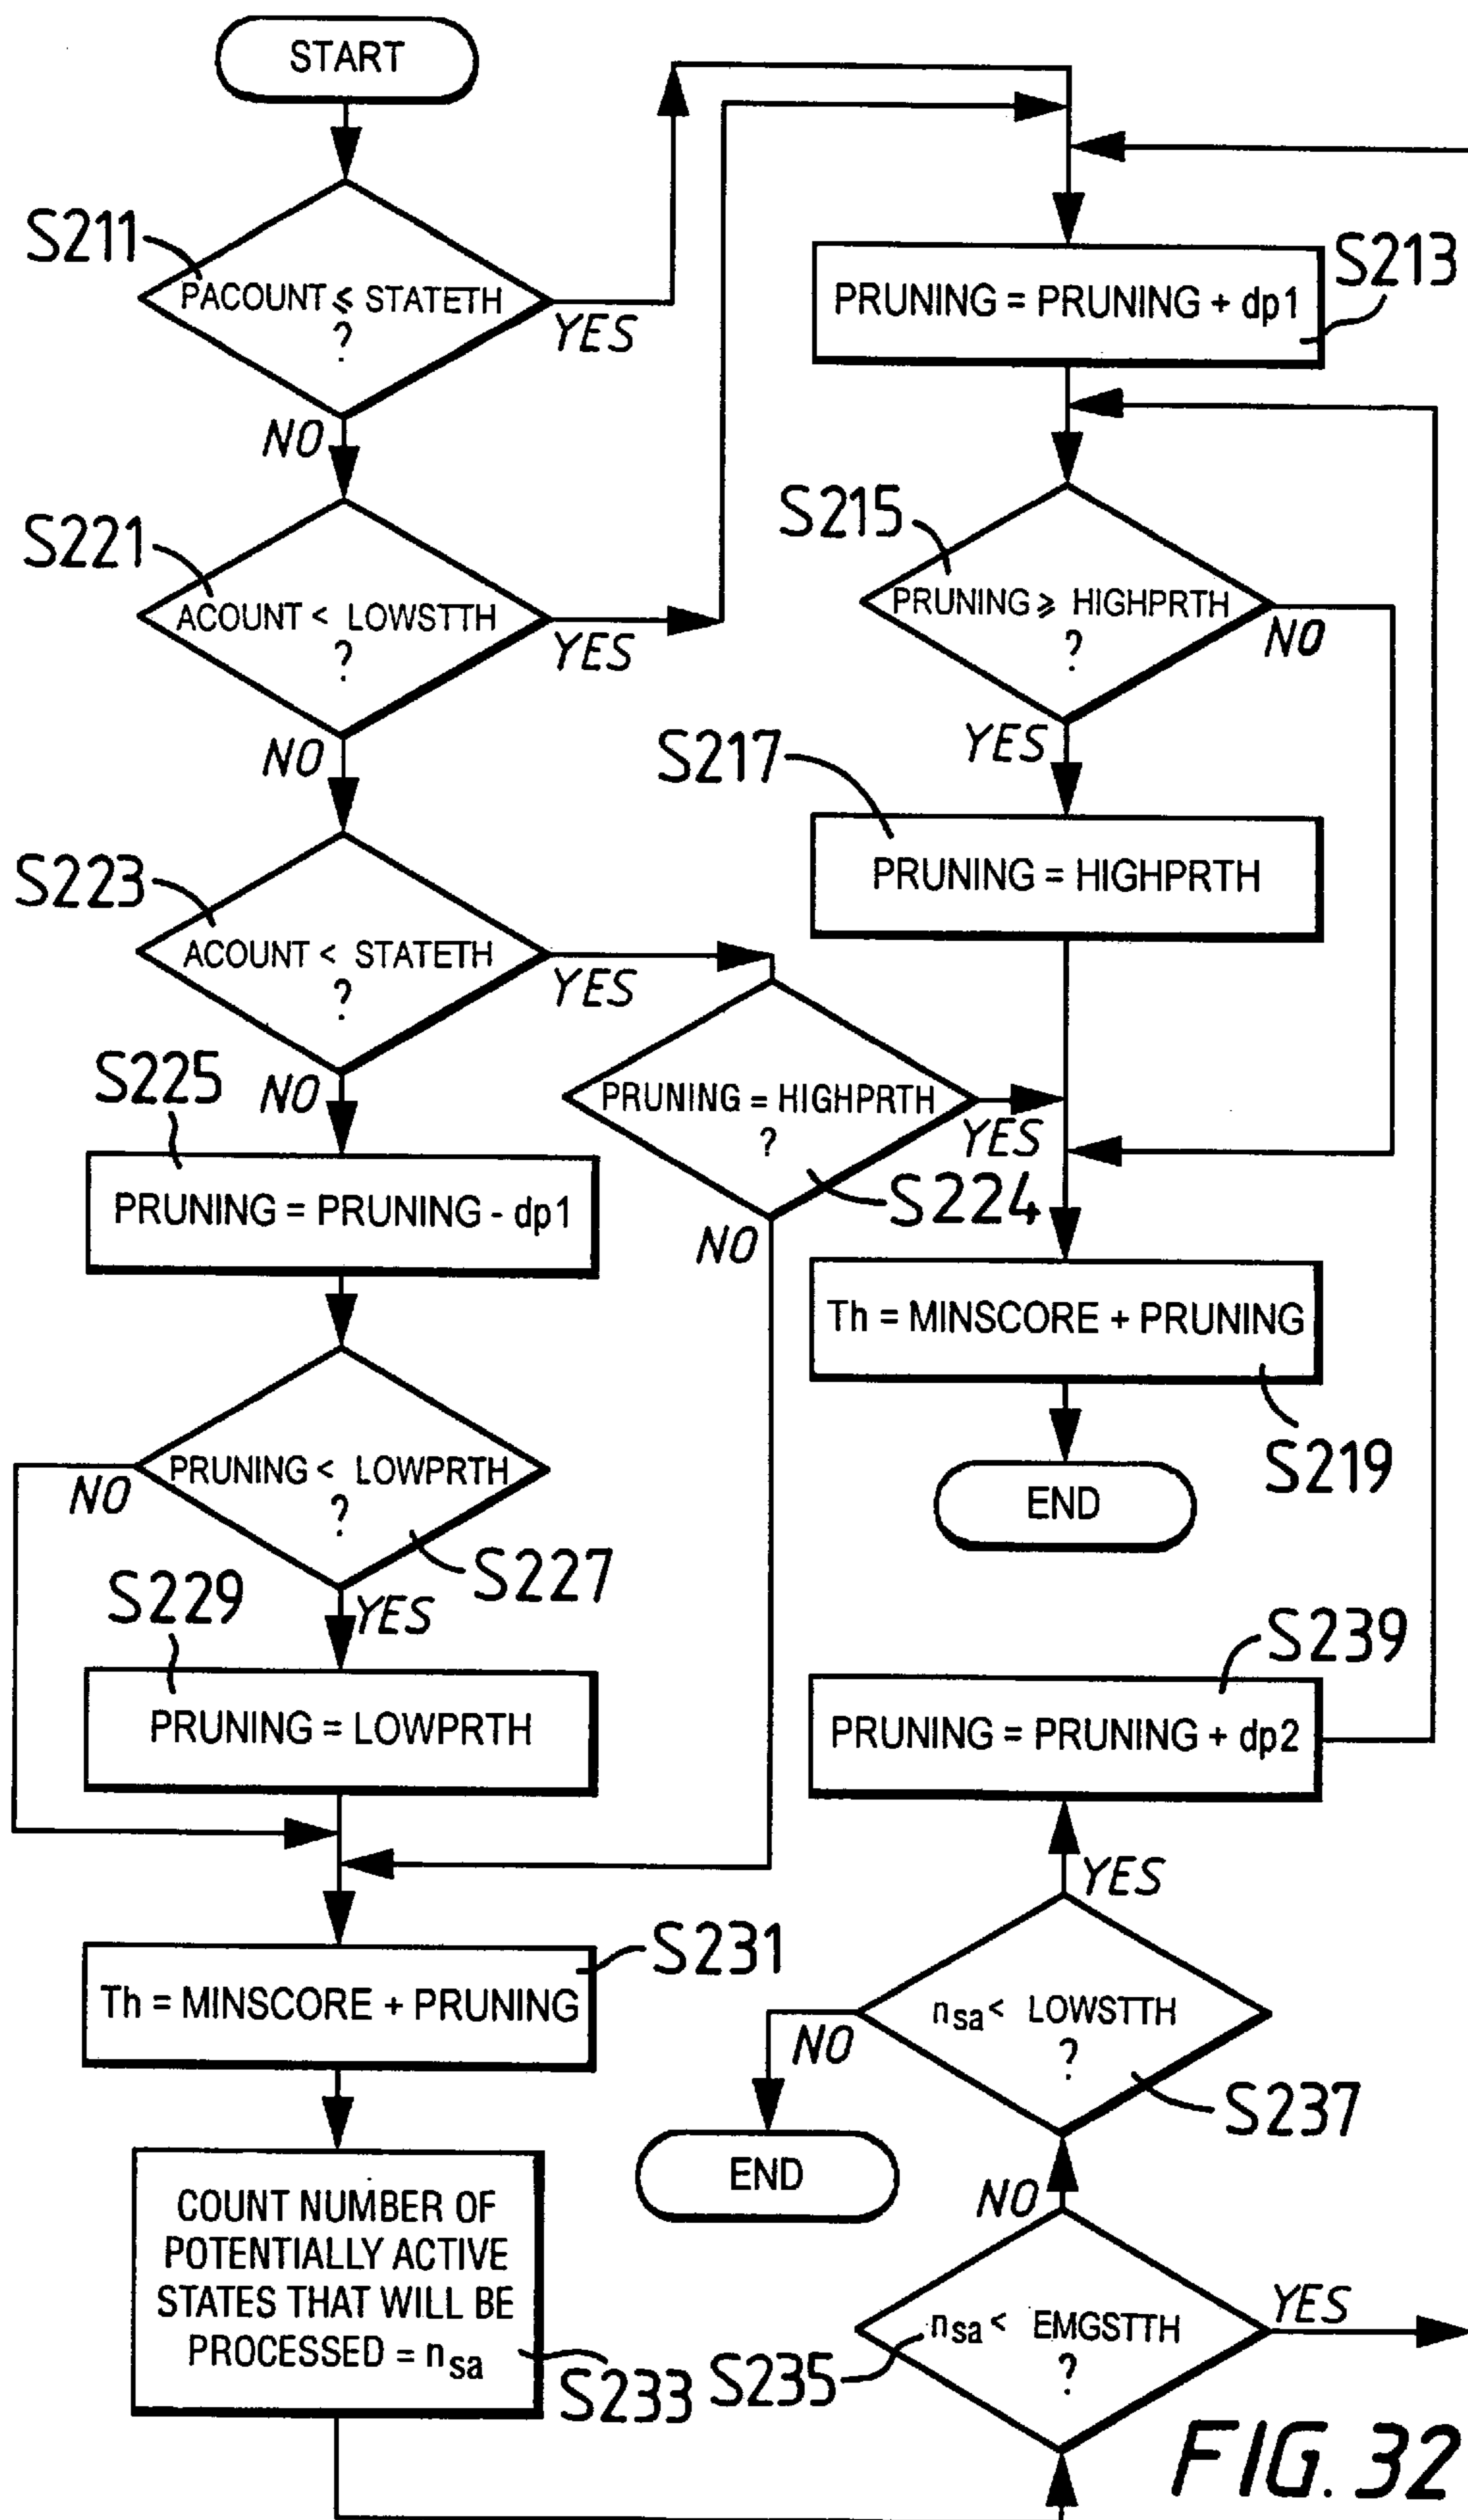 START
S211
PACOUNT ⩽ STATETH
?
YES
NO
S221
ACOUNT < LOWSTTH
?
YES
NO
S223
ACOUNT < STATETH
?
YES
NO
S225
PRUNING = PRUNING - dp1
PRUNING = HIGHPRTH
?
YES
S224
NO
PRUNING < LOWPRTH
?
NO
S227
YES
S229
PRUNING = LOWPRTH
S231
Th = MINSCORE + PRUNING
COUNT NUMBER OF
POTENTIALLY ACTIVE
STATES THAT WILL BE
PROCESSED = nsa
S233
S213
PRUNING = PRUNING + dp1
S215
PRUNING ⩾ HIGHPRTH
?
NO
YES
S217
PRUNING = HIGHPRTH
Th = MINSCORE + PRUNING
S219
END
S239
PRUNING = PRUNING + dp2
YES
nsa < LOWSTTH
?
NO
S237
END
NO
nsa < EMGSTTH
?
YES
S235
FIG. 32